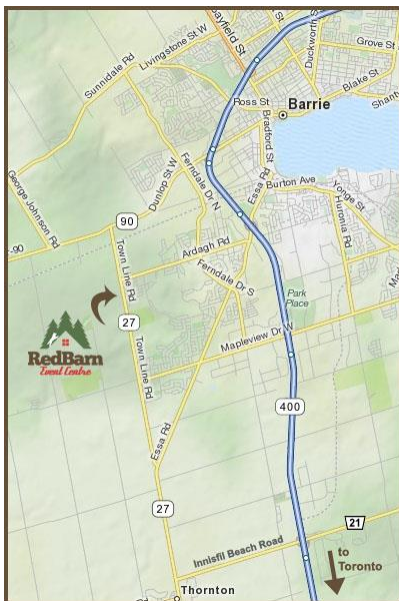 Bayfield St
Livingstone St W
Duckworth St
Grove St
Sunnidale Rd
Blake St
Ross St
Barrie
Bradford St
George Johnson Rd
Dunlop St W
Ferndale Dr N
Essa Rd
Burton Ave
Yonge St
Huronia Rd
90
-90
Town Line Rd
Ardagh Rd
Ferndale Dr S
Park
Place
27
RedBarn
Event Centre
Town Line Rd
Mapleview Dr W
400
Essa Rd
27
21
Innisfil Beach Road
to
Toronto
Thornton
Rd